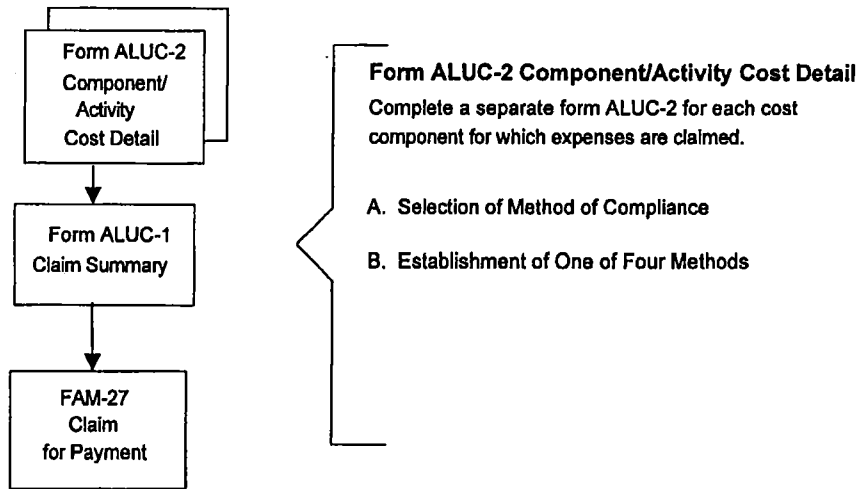 Form ALUC-2
Component/
Activity
Cost Detail
Form ALUC-1
Claim Summary
FAM-27
Claim
for Payment
Form ALUC-2 Component/Activity Cost Detail
Complete a separate form ALUC-2 for each cost
component for which expenses are claimed.
A. Selection of Method of Compliance
B. Establishment of One of Four Methods